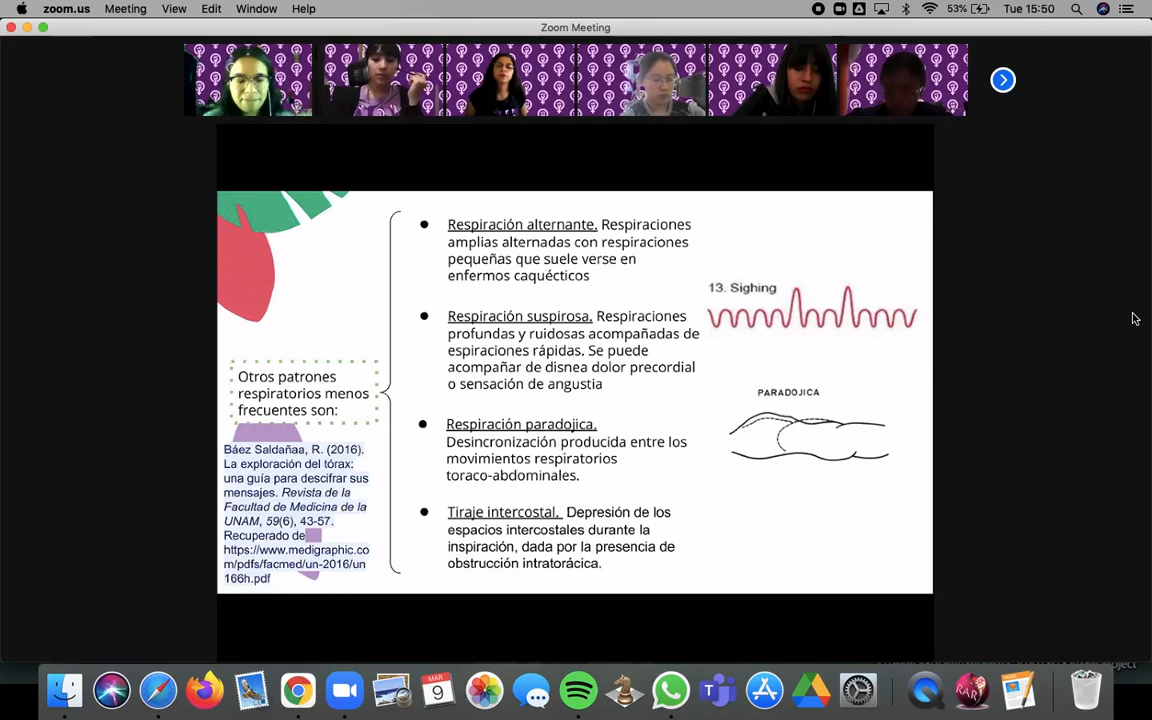 zoom.us Meeting View Edit Window Help 53% Tue 15:50
Zoom Meeting
Respiración alternante. Respiraciones
amplias alternadas con respiraciones
pequeñas que suele verse en
enfermos caquécticos
13. Sighing
Respiración suspirosa. Respiraciones
profundas y ruidosas acompañadas de
espiraciones rápidas. Se puede
acompañar de disnea dolor precordial
o sensación de angustia
Otros patrones
respiratorios menos
frecuentes son:
PARADOJICA
Respiración paradojica.
Desincronización producida entre los
movimientos respiratorios
toraco-abdominales.
Báez Saldañaa, R. (2016).
La exploración del tórax:
una guía para descifrar sus
mensajes. Revista de la
Facultad de Medicina de la
UNAM, 59(6), 43-57.
Recuperado de
https://www.medigraphic.co
m/pdfs/facmed/un-2016/un
166h.pdf
Tiraje intercostal. Depresión de los
espacios intercostales durante la
inspiración, dada por la presencia de
obstrucción intratorácica.
MAR
9
RAR
PAGES